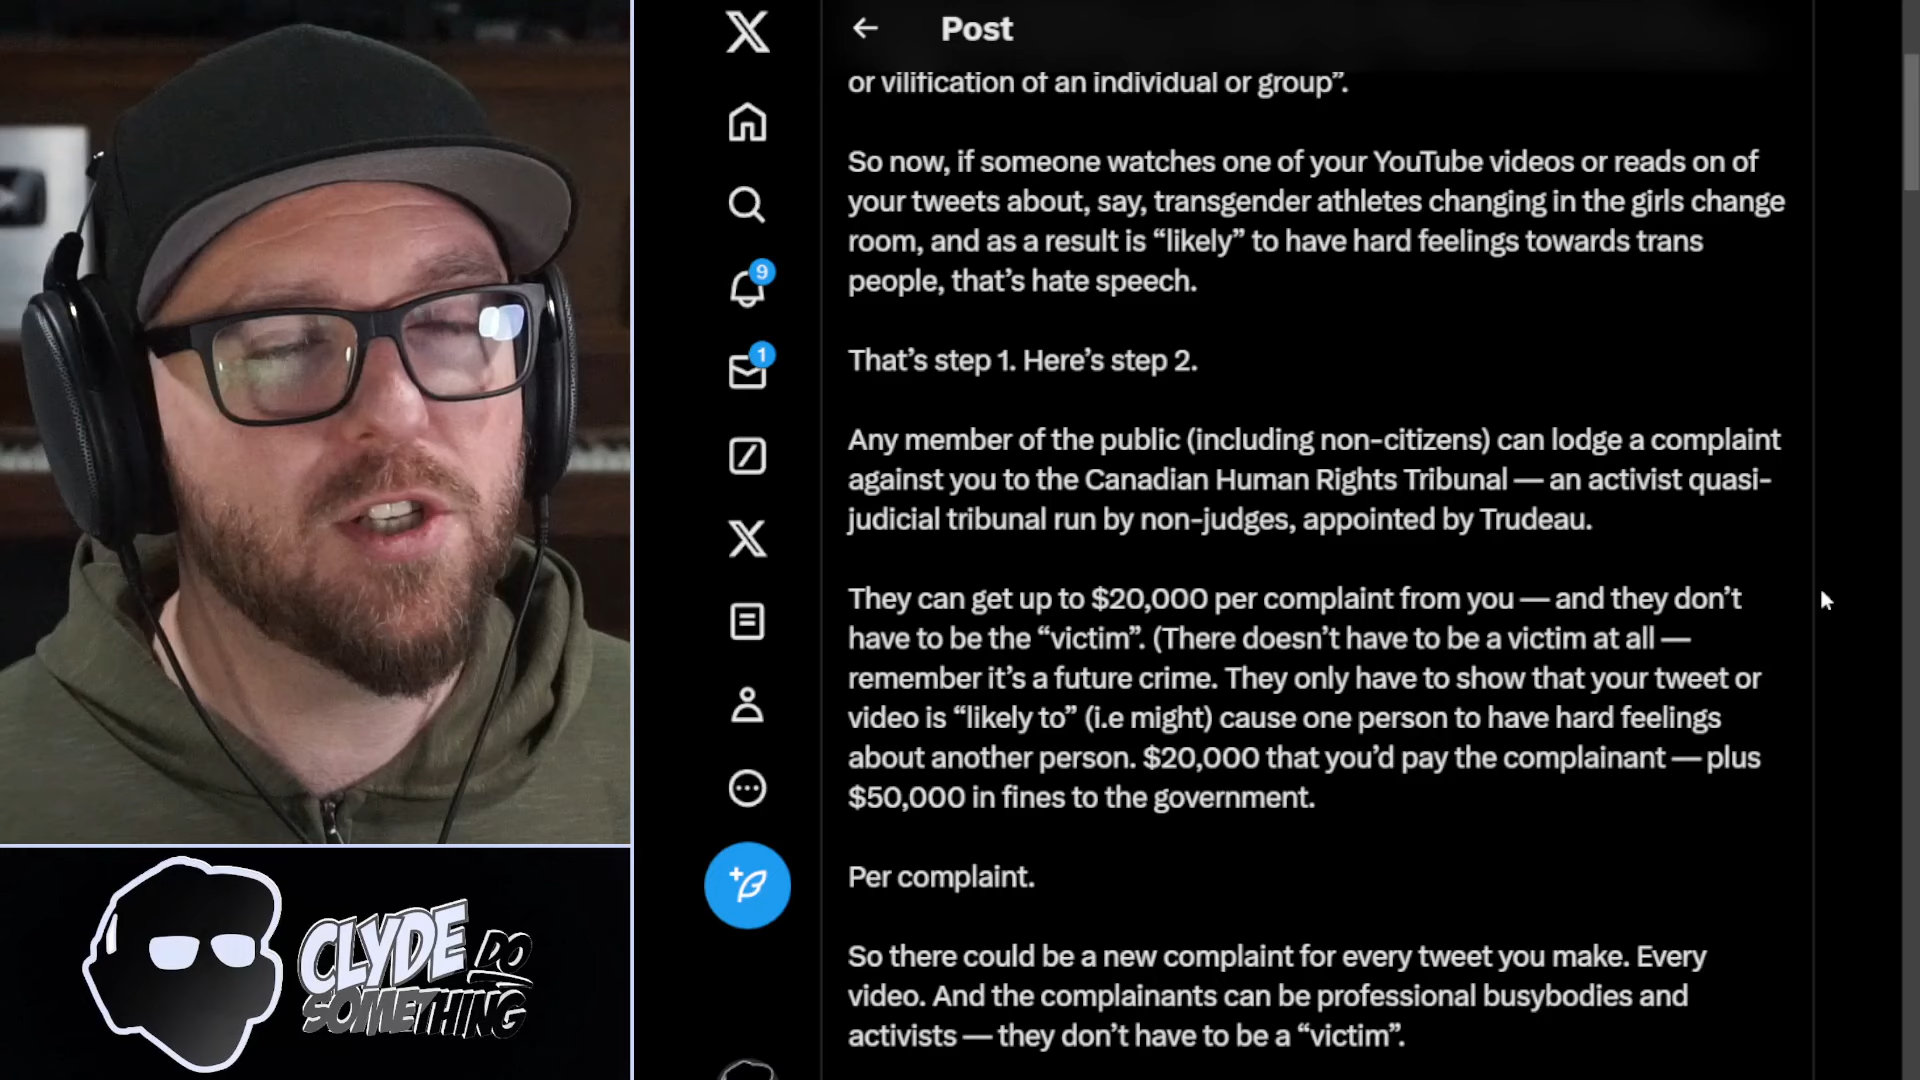 Post
or vilification of an individual or group”.
So now, if someone watches one of your YouTube videos or reads on of
your tweets about, say, transgender athletes changing in the girls change
room, and as a result is “likely” to have hard feelings towards trans
people, that’s hate speech.
That’s step 1. Here’s step 2.
Any member of the public (including non-citizens) can lodge a complaint
against you to the Canadian Human Rights Tribunal — an activist quasi-
judicial tribunal run by non-judges, appointed by Trudeau.
They can get up to $20,000 per complaint from you — and they don’t
have to be the “victim”. (There doesn’t have to be a victim at all —
remember it’s a future crime. They only have to show that your tweet or
video is “likely to” (i.e might) cause one person to have hard feelings
about another person. $20,000 that you’d pay the complainant — plus
$50,000 in fines to the government.
Per complaint.
So there could be a new complaint for every tweet you make. Every
video. And the complainants can be professional busybodies and
activists — they don’t have to be a “victim”.
9
1
CLYDE DO
SOMETHING